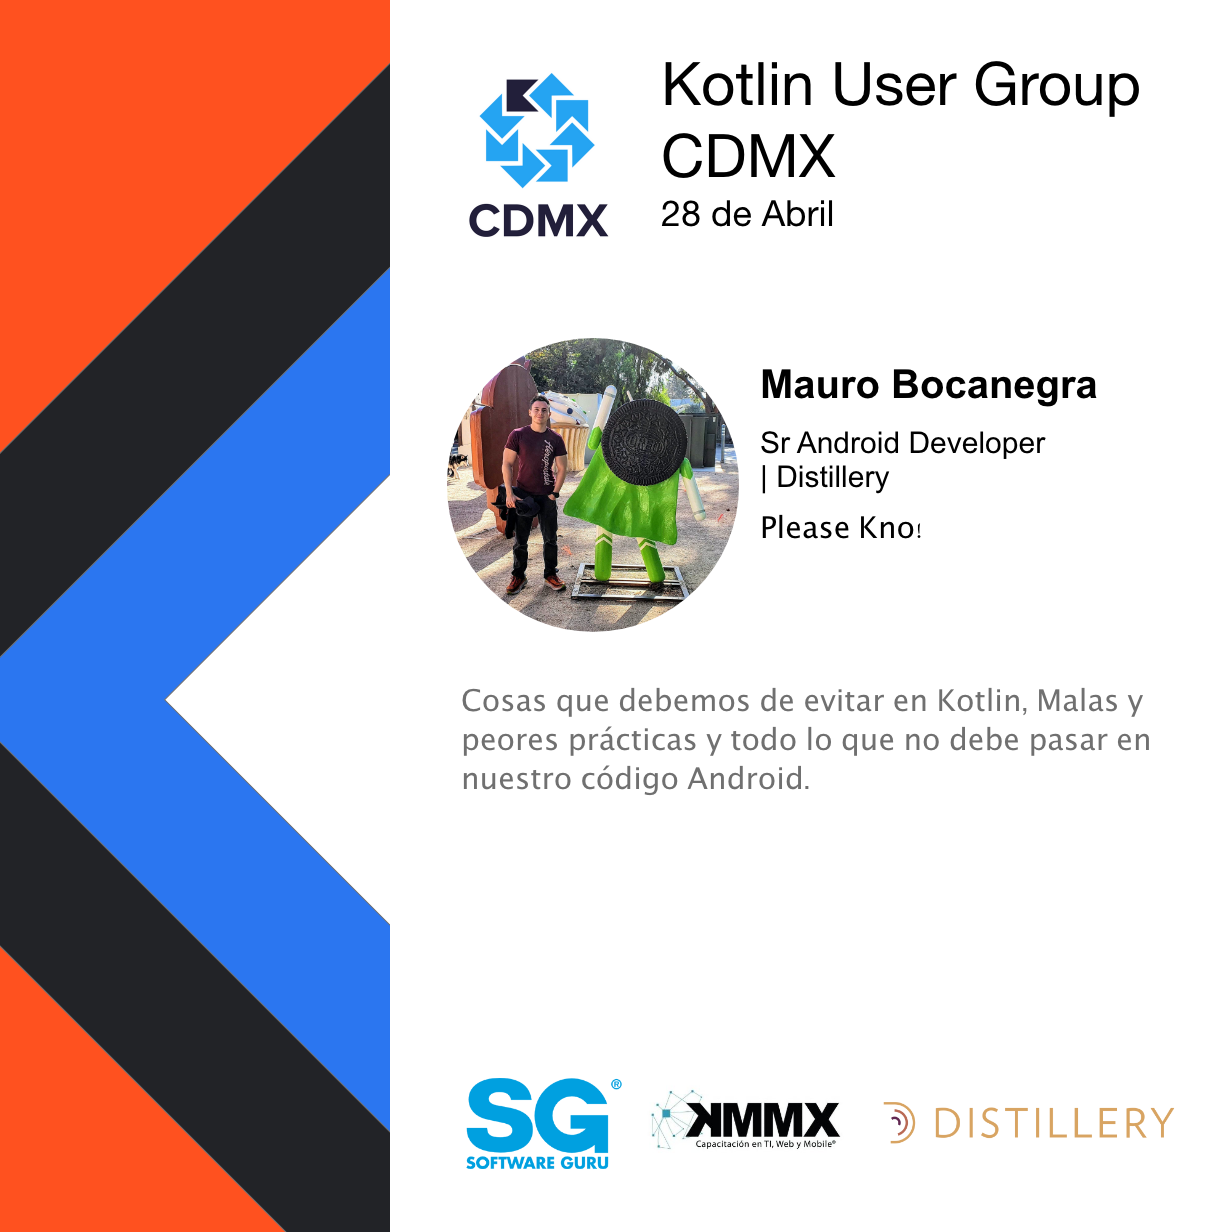 Kotlin User Group
CDMX
28 de Abril
CDMX
Mauro Bocanegra
Sr Android Developer
| Distillery
Please Kno!
Cosas que debemos de evitar en Kotlin, Malas y
peores prácticas y todo lo que no debe pasar en
nuestro código Android.
SG®
SOFTWARE GURU
KMMX
Capacitación en TI, Web y Mobile®
DISTILLERY